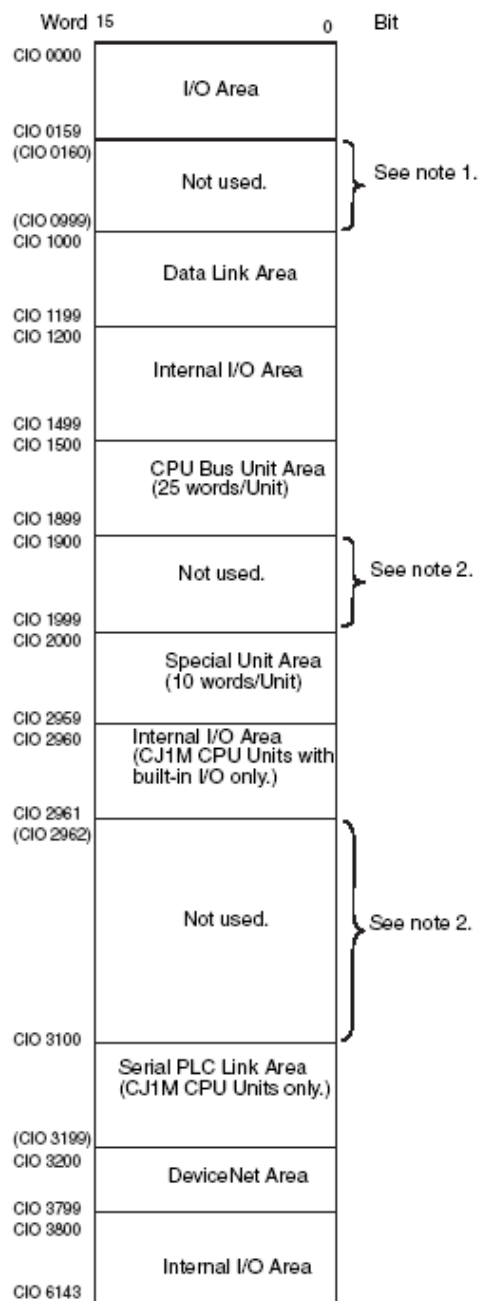 Word 15 0 Bit
CIO 0000
I/O Area
CIO 0159
(CIO 0160)
Not used.
See note 1.
(CIO 0999)
CIO 1000
Data Link Area
CIO 1199
CIO 1200
Internal I/O Area
CIO 1499
CIO 1500
CPU Bus Unit Area
(25 words/Unit)
CIO 1899
CIO 1900
Not used.
See note 2.
CIO 1999
CIO 2000
Special Unit Area
(10 words/Unit)
CIO 2959
CIO 2960
Internal I/O Area
(CJ1M CPU Units with
built-in I/O only.)
CIO 2961
(CIO 2962)
Not used.
See note 2.
CIO 3100
Serial PLC Link Area
(CJ1M CPU Units only.)
(CIO 3199)
CIO 3200
DeviceNet Area
CIO 3799
CIO 3800
Internal I/O Area
CIO 6143